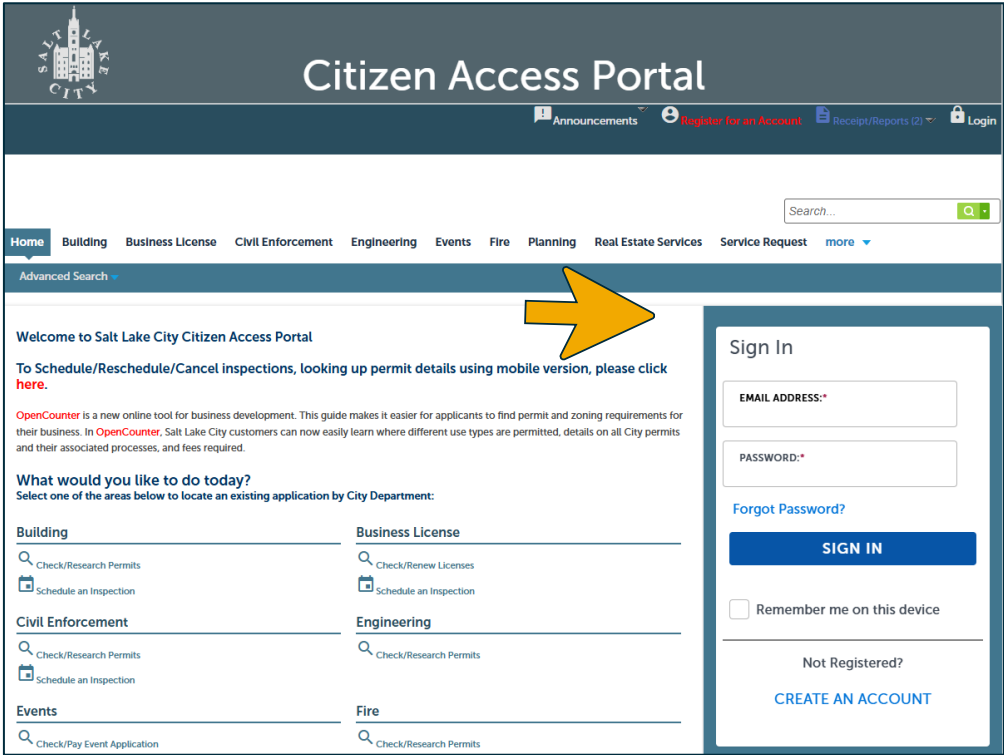 SALT LAKE CITY
Citizen Access Portal
Announcements Register for an Account Receipt/Reports (2) Login
Search...
Home Building Business License Civil Enforcement Engineering Events Fire Planning Real Estate Services Service Request more
Advanced Search
Welcome to Salt Lake City Citizen Access Portal
To Schedule/Reschedule/Cancel inspections, looking up permit details using mobile version, please click
here.
OpenCounter is a new online tool for business development. This guide makes it easier for applicants to find permit and zoning requirements for
their business. In OpenCounter, Salt Lake City customers can now easily learn where different use types are permitted, details on all City permits
and their associated processes, and fees required.
What would you like to do today?
Select one of the areas below to locate an existing application by City Department:
Building
Check/Research Permits
Schedule an Inspection
Business License
Check/Renew Licenses
Schedule an Inspection
Civil Enforcement
Check/Research Permits
Schedule an Inspection
Engineering
Check/Research Permits
Events
Check/Pay Event Application
Fire
Check/Research Permits
Sign In
EMAIL ADDRESS:*
PASSWORD:*
Forgot Password?
SIGN IN
Remember me on this device
Not Registered?
CREATE AN ACCOUNT